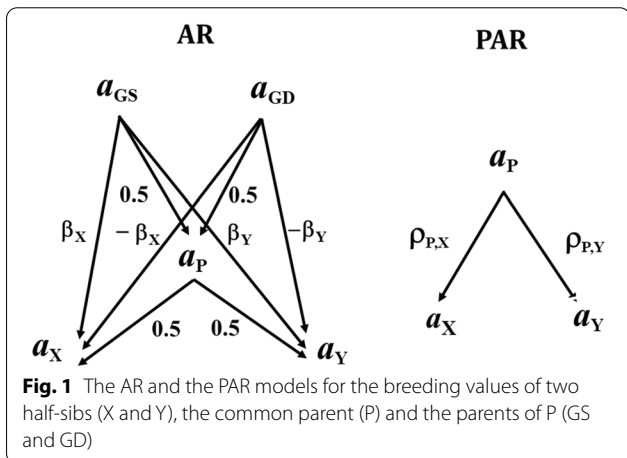 AR PAR
a_GS a_GD
a_P
0.5 0.5
β_X −β_X β_Y −β_Y
ρ_P,X ρ_P,Y
a_P
0.5 0.5
a_X a_Y
a_X a_Y
Fig. 1 The AR and the PAR models for the breeding values of two
half-sibs (X and Y), the common parent (P) and the parents of P (GS
and GD)